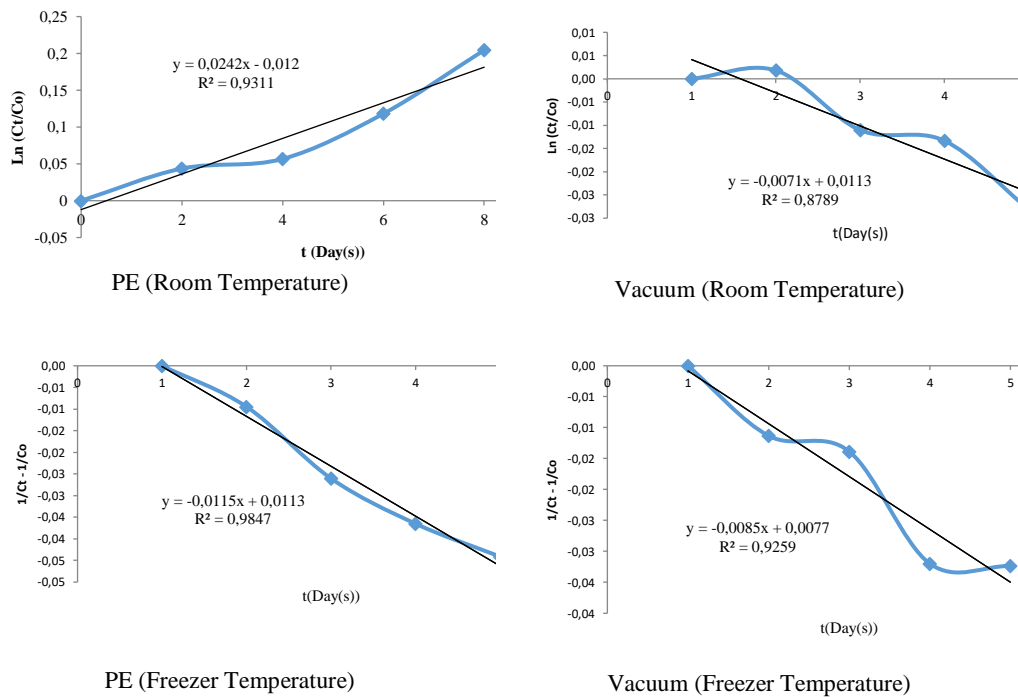 0,25
0,2
0,15
0,1
0,05
0
-0,05
Ln (Ct/Co)
y = 0,0242x - 0,012
R² = 0,9311
0 2 4 6 8
t (Day(s))
PE (Room Temperature)
0,01
0,01
0,00
-0,01
-0,01
-0,02
-0,03
-0,03
Ln (Ct/Co)
0 1 2 3 4
y = -0,0071x + 0,0113
R² = 0,8789
t(Day(s))
Vacuum (Room Temperature)
0,00
-0,01
-0,01
-0,02
-0,02
-0,03
-0,03
-0,04
-0,04
-0,05
-0,05
1/Ct - 1/Co
0 1 2 3 4
y = -0,0115x + 0,0113
R² = 0,9847
t(Day(s))
PE (Freezer Temperature)
0,00
-0,01
-0,01
-0,02
-0,02
-0,03
-0,03
-0,04
-0,04
1/Ct - 1/Co
0 1 2 3 4 5
y = -0,0085x + 0,0077
R² = 0,9259
t(Day(s))
Vacuum (Freezer Temperature)